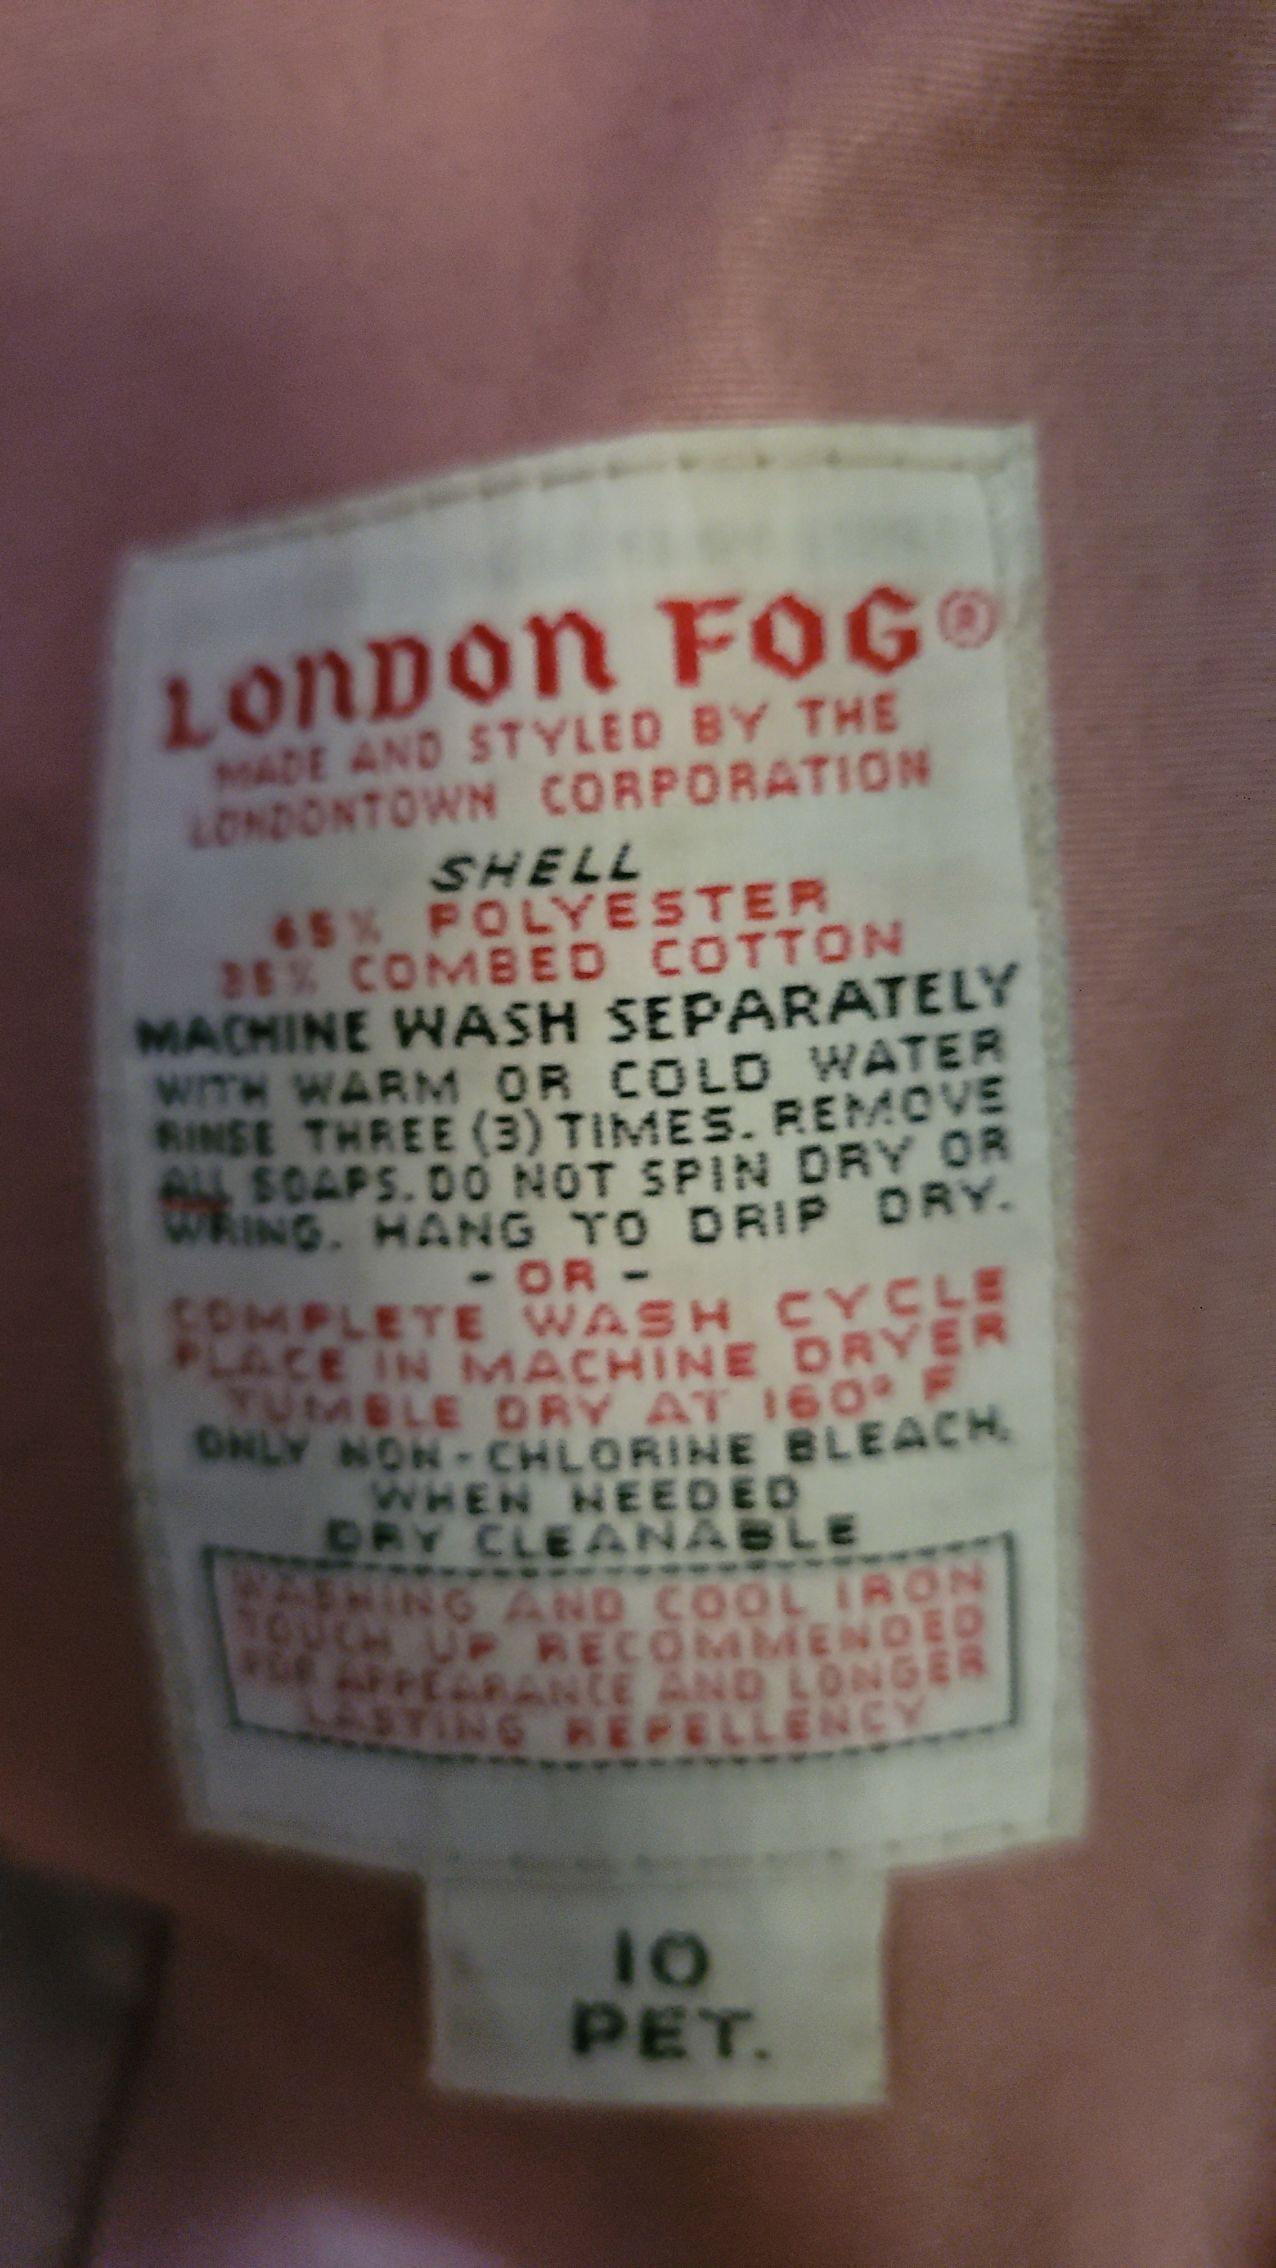 LONDON FOG®
MADE AND STYLED BY THE
LONDONTOWN CORPORATION
SHELL
65% POLYESTER
35% COMBED COTTON
MACHINE WASH SEPARATELY
WITH WARM OR COLD WATER
RINSE THREE (3) TIMES. REMOVE
ALL SOAPS. DO NOT SPIN DRY OR
WRING. HANG TO DRIP DRY.
- OR -
COMPLETE WASH CYCLE
PLACE IN MACHINE DRYER
TUMBLE DRY AT 160° F
ONLY NON-CHLORINE BLEACH,
WHEN NEEDED
DRY CLEANABLE
WASHING AND COOL IRON
TOUCH UP RECOMMENDED
FOR APPEARANCE AND LONGER
LASTING REPELLENCY
10
PET.